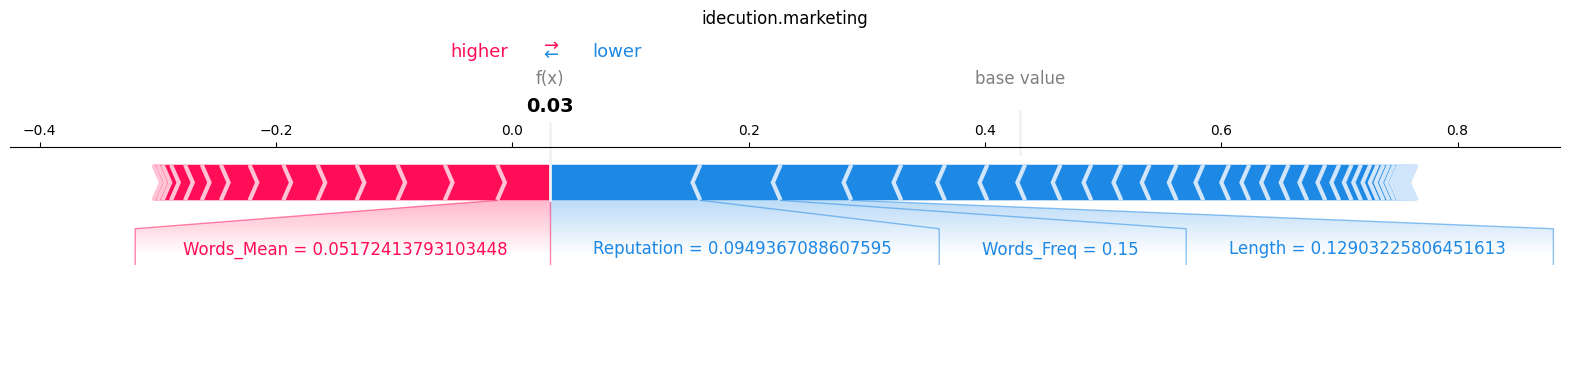 idecution.marketing
higher ⇄ lower
f(x) base value
0.03
−0.4 −0.2 0.0 0.2 0.4 0.6 0.8
Words_Mean = 0.05172413793103448 Reputation = 0.0949367088607595 Words_Freq = 0.15 Length = 0.12903225806451613